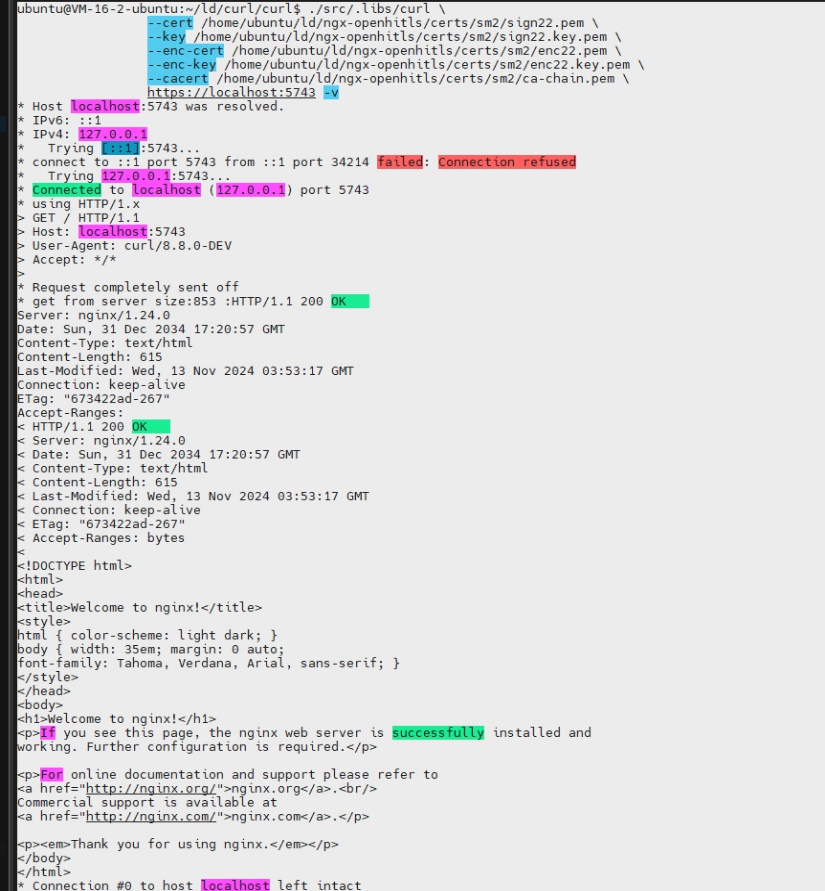 ubuntu@VM-16-2-ubuntu:~/ld/curl/curl$ ./src/.libs/curl \
--cert /home/ubuntu/ld/ngx-openhitls/certs/sm2/sign22.pem \
--key /home/ubuntu/ld/ngx-openhitls/certs/sm2/sign22.key.pem \
--enc-cert /home/ubuntu/ld/ngx-openhitls/certs/sm2/enc22.pem \
--enc-key /home/ubuntu/ld/ngx-openhitls/certs/sm2/enc22.key.pem \
--cacert /home/ubuntu/ld/ngx-openhitls/certs/sm2/ca-chain.pem \
https://localhost:5743 -v
* Host localhost:5743 was resolved.
* IPv6: ::1
* IPv4: 127.0.0.1
*   Trying [::1]:5743...
* connect to ::1 port 5743 from ::1 port 34214 failed: Connection refused
*   Trying 127.0.0.1:5743...
* Connected to localhost (127.0.0.1) port 5743
* using HTTP/1.x
> GET / HTTP/1.1
> Host: localhost:5743
> User-Agent: curl/8.8.0-DEV
> Accept: */*
>
* Request completely sent off
* get from server size:853 :HTTP/1.1 200 OK
Server: nginx/1.24.0
Date: Sun, 31 Dec 2034 17:20:57 GMT
Content-Type: text/html
Content-Length: 615
Last-Modified: Wed, 13 Nov 2024 03:53:17 GMT
Connection: keep-alive
ETag: "673422ad-267"
Accept-Ranges:
< HTTP/1.1 200 OK
< Server: nginx/1.24.0
< Date: Sun, 31 Dec 2034 17:20:57 GMT
< Content-Type: text/html
< Content-Length: 615
< Last-Modified: Wed, 13 Nov 2024 03:53:17 GMT
< Connection: keep-alive
< ETag: "673422ad-267"
< Accept-Ranges: bytes
<
<!DOCTYPE html>
<html>
<head>
<title>Welcome to nginx!</title>
<style>
html { color-scheme: light dark; }
body { width: 35em; margin: 0 auto;
font-family: Tahoma, Verdana, Arial, sans-serif; }
</style>
</head>
<body>
<h1>Welcome to nginx!</h1>
<p>If you see this page, the nginx web server is successfully installed and
working. Further configuration is required.</p>

<p>For online documentation and support please refer to
<a href="http://nginx.org/">nginx.org</a>.<br/>
Commercial support is available at
<a href="http://nginx.com/">nginx.com</a>.</p>

<p><em>Thank you for using nginx.</em></p>
</body>
</html>
* Connection #0 to host localhost left intact